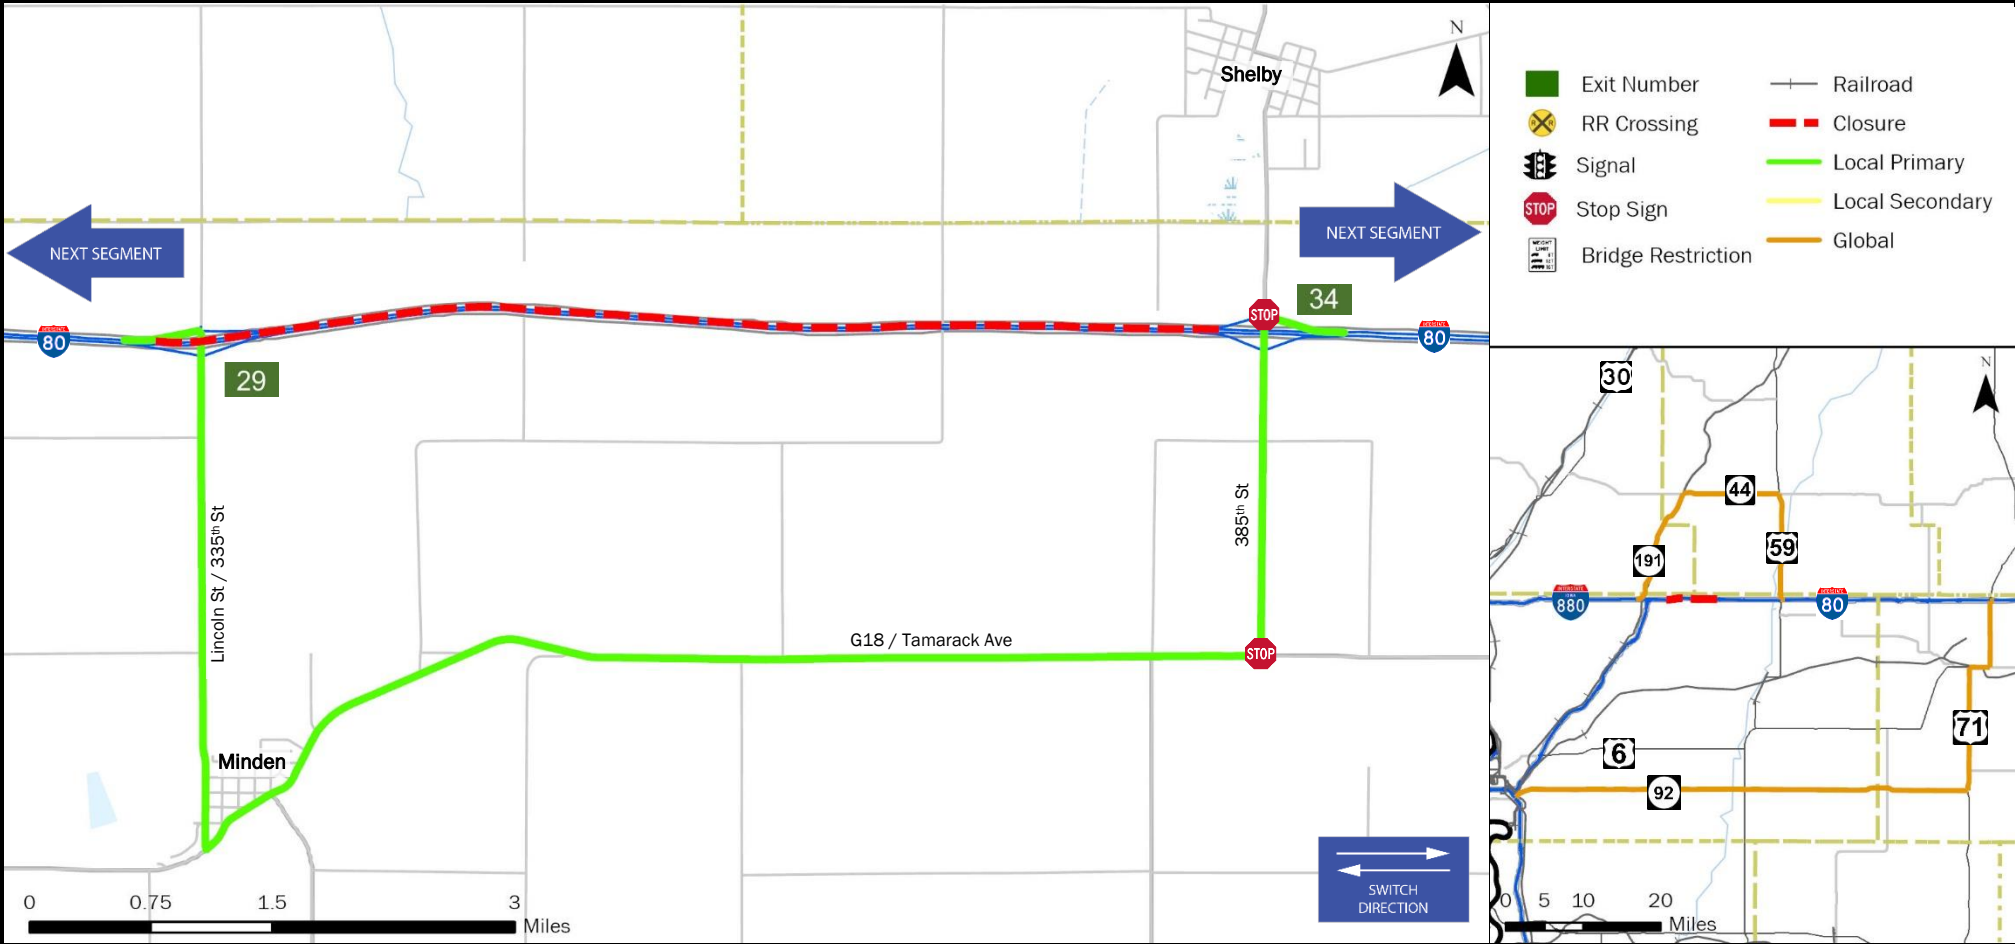 N
Shelby
NEXT SEGMENT
NEXT SEGMENT
34
STOP
80
80
29
Lincoln St / 335th St
385th St
G18 / Tamarack Ave
STOP
Minden
0 0.75 1.5 3
Miles
SWITCH
DIRECTION
Exit Number
RR Crossing
Signal
STOP
Stop Sign
WEIGHT
LIMIT
Bridge Restriction
Railroad
Closure
Local Primary
Local Secondary
Global
N
30
44
191
59
880
80
71
6
92
0 5 10 20
Miles